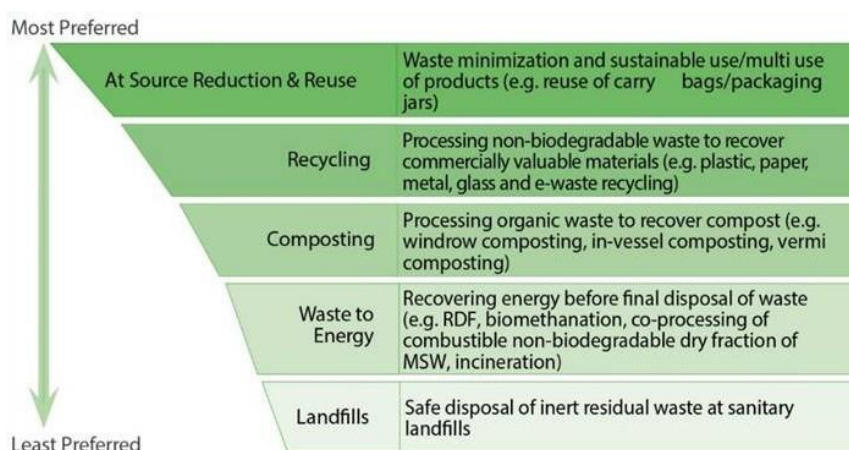 Most Preferred
At Source Reduction & Reuse
Waste minimization and sustainable use/multi use
of products (e.g. reuse of carry bags/packaging
jars)
Recycling
Processing non-biodegradable waste to recover
commercially valuable materials (e.g. plastic, paper,
metal, glass and e-waste recycling)
Composting
Processing organic waste to recover compost (e.g.
windrow composting, in-vessel composting, vermi
composting)
Waste to
Energy
Recovering energy before final disposal of waste
(e.g. RDF, biomethanation, co-processing of
combustible non-biodegradable dry fraction of
MSW, incineration)
Landfills
Safe disposal of inert residual waste at sanitary
landfills
Least Preferred